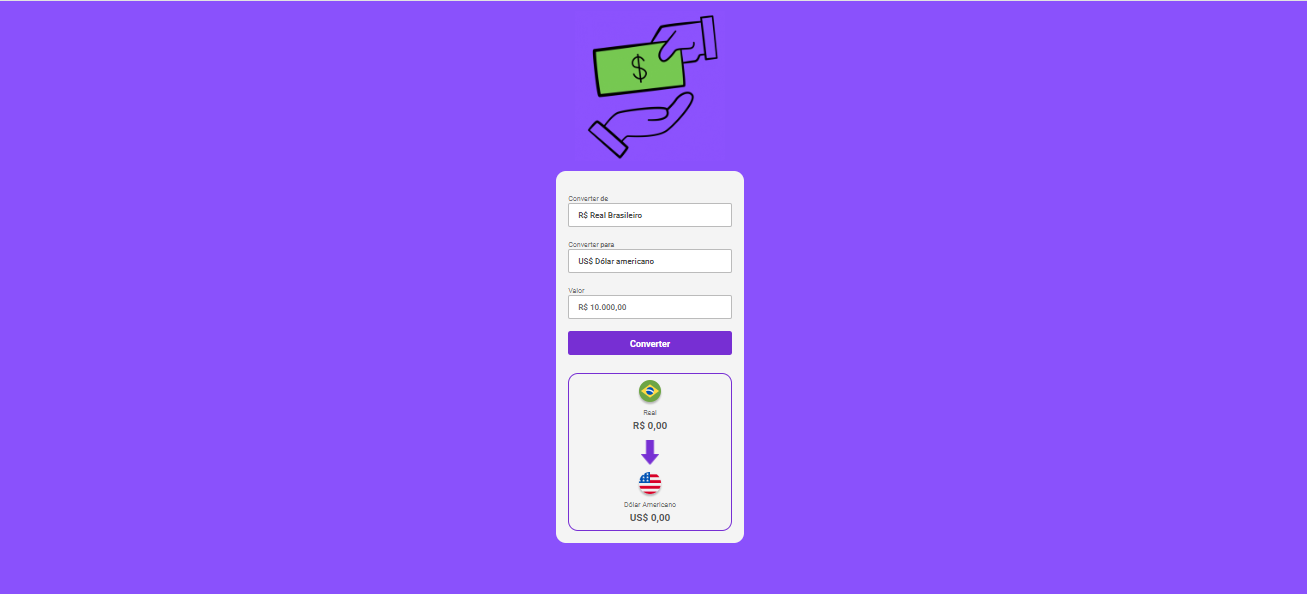 $
Converter de
R$ Real Brasileiro
Converter para
US$ Dólar americano
Valor
R$ 10.000,00
Converter
Real
R$ 0,00
Dólar Americano
US$ 0,00